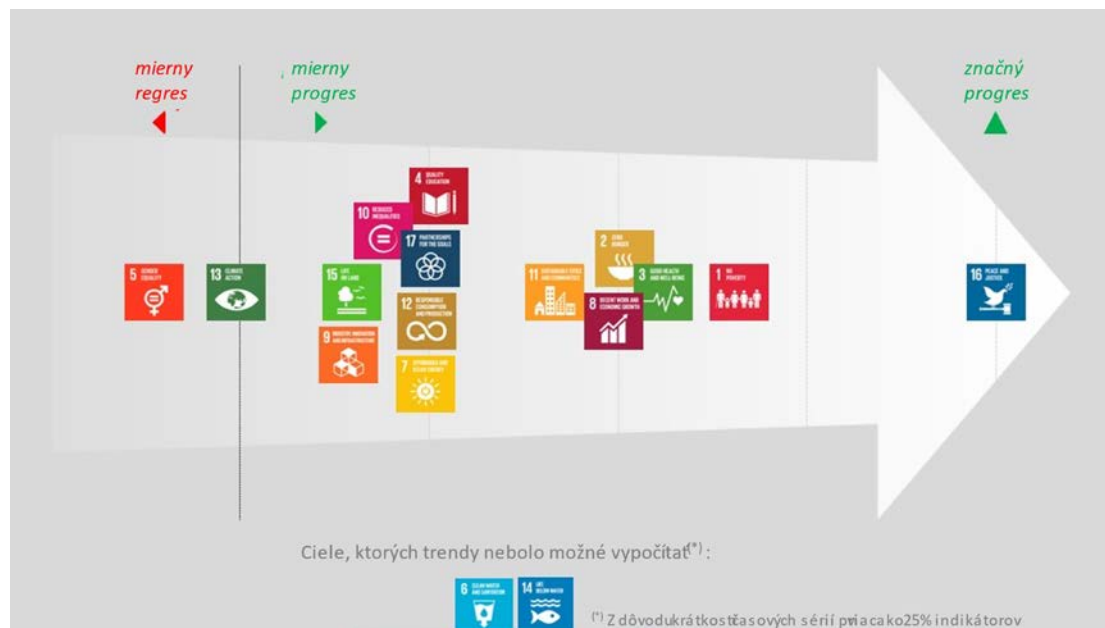 mierny
regres
mierny
progres
značný
progres
4 QUALITY
EDUCATION
10 REDUCED
INEQUALITIES
17 PARTNERSHIPS
FOR THE GOALS
2 ZERO
HUNGER
5 GENDER
EQUALITY
13 CLIMATE
ACTION
15 LIFE
ON LAND
11 SUSTAINABLE CITIES
AND COMMUNITIES
3 GOOD HEALTH
AND WELL-BEING
1 NO
POVERTY
16 PEACE AND
JUSTICE
12 RESPONSIBLE
CONSUMPTION
AND PRODUCTION
8 DECENT WORK AND
ECONOMIC GROWTH
9 INDUSTRY, INNOVATION
AND INFRASTRUCTURE
7 AFFORDABLE AND
CLEAN ENERGY
Ciele, ktorých trendy nebolo možné vypočítať(*) :
6 CLEAN WATER
AND SANITATION
14 LIFE
BELOW WATER
(*) Z dôvodu krátkosti časových sérií pri viac ako 25% indikátorov